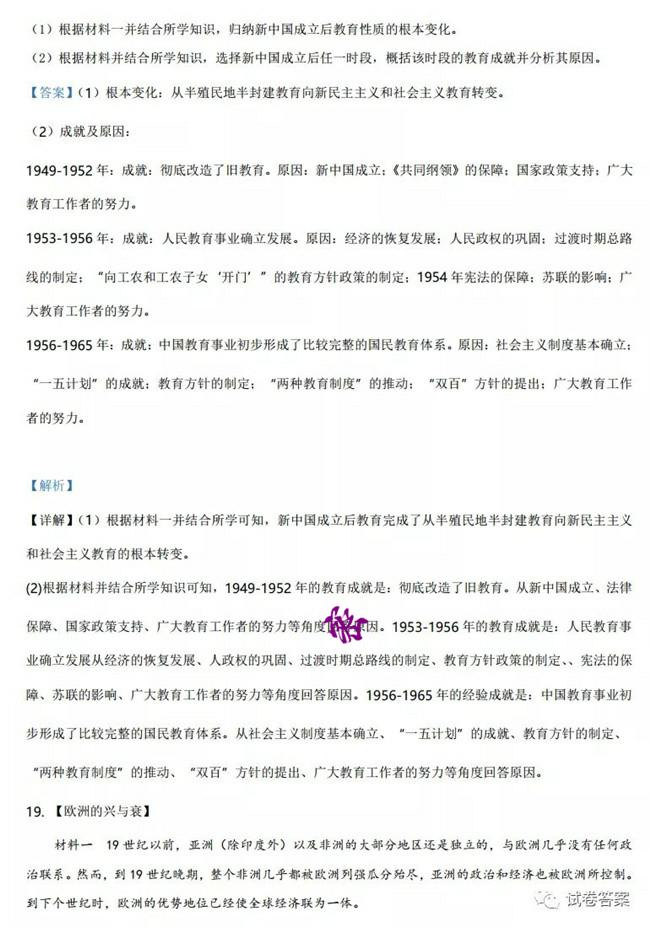 （1）根据材料一并结合所学知识，归纳新中国成立后教育性质的根本变化。
（2）根据材料并结合所学知识，选择新中国成立后任一时段，概括该时段的教育成就并分析其原因。
【答案】（1）根本变化：从半殖民地半封建教育向新民主主义和社会主义教育转变。
（2）成就及原因：
1949-1952 年：成就：彻底改造了旧教育。原因：新中国成立；《共同纲领》的保障；国家政策支持；广大
教育工作者的努力。
1953-1956 年：成就：人民教育事业确立发展。原因：经济的恢复发展；人民政权的巩固；过渡时期总路
线的制定；“向工农和工农子女‘开门’”的教育方针政策的制定；1954 年宪法的保障；苏联的影响；广
大教育工作者的努力。
1956-1965 年：成就：中国教育事业初步形成了比较完整的国民教育体系。原因：社会主义制度基本确立；
“一五计划”的成就；教育方针的制定；“两种教育制度”的推动；“双百”方针的提出；广大教育工作
者的努力。
【解析】
【详解】（1）根据材料一并结合所学可知，新中国成立后教育完成了从半殖民地半封建教育向新民主主义
和社会主义教育的根本转变。
(2)根据材料并结合所学知识可知，1949-1952 年的教育成就是：彻底改造了旧教育。从新中国成立、法律
保障、国家政策支持、广大教育工作者的努力等角度回 因。1953-1956 年的教育成就是：人民教育事
业确立发展从经济的恢复发展、人政权的巩固、过渡时期总路线的制定、教育方针政策的制定、、宪法的保
障、苏联的影响、广大教育工作者的努力等角度回答原因。1956-1965 年的经验成就是：中国教育事业初
步形成了比较完整的国民教育体系。从社会主义制度基本确立、“一五计划”的成就、教育方针的制定、
“两种教育制度”的推动、“双百”方针的提出、广大教育工作者的努力等角度回答原因。
19. 【欧洲的兴与衰】
材料一 19 世纪以前，亚洲（除印度外）以及非洲的大部分地区还是独立的，与欧洲几乎没有任何政
治联系。然而，到 19 世纪晚期，整个非洲几乎都被欧洲列强瓜分殆尽，亚洲的政治和经济也被欧洲所控制。
到下个世纪时，欧洲的优势地位已经使全球经济联为一体。
试卷答案